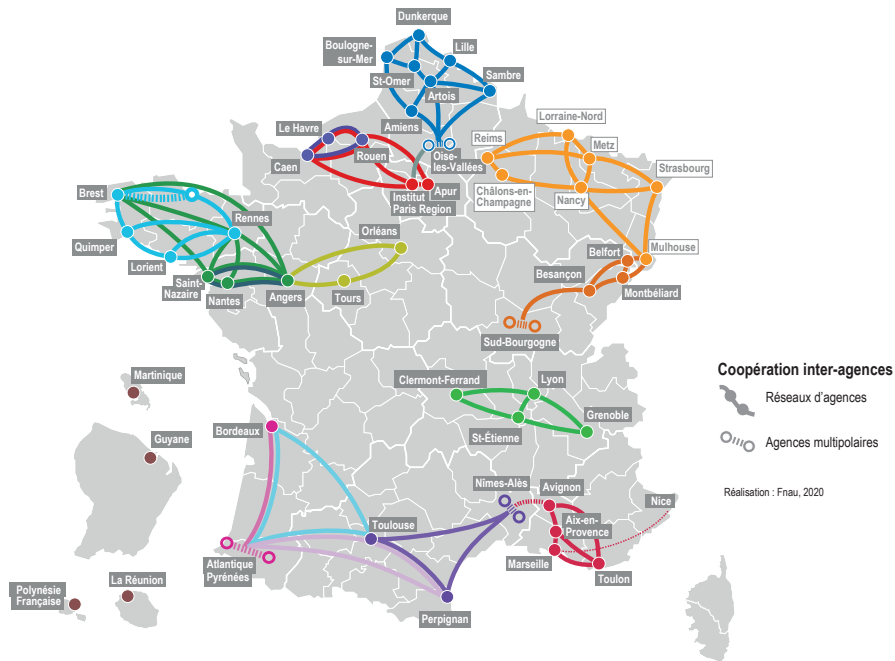 Dunkerque
Boulogne-
sur-Mer
Lille
St-Omer
Sambre
Artois
Amiens
Lorraine-Nord
Le Havre
Reims
Metz
Rouen
Oise-
les-Vallées
Caen
Strasbourg
Institut
Paris Region
Apur
Châlons-en-
Champagne
Nancy
Brest
Rennes
Orléans
Quimper
Belfort
Mulhouse
Lorient
Besançon
Saint-
Nazaire
Nantes
Angers
Tours
Montbéliard
Sud-Bourgogne
Coopération inter-agences
Réseaux d'agences
Agences multipolaires
Réalisation : Fnau, 2020
Martinique
Clermont-Ferrand
Lyon
Grenoble
St-Étienne
Bordeaux
Guyane
Nîmes-Alés
Avignon
Nice
Toulouse
Aix-en-
Provence
Marseille
Atlantique
Pyrénées
Toulon
La Réunion
Polynésie
Française
Perpignan